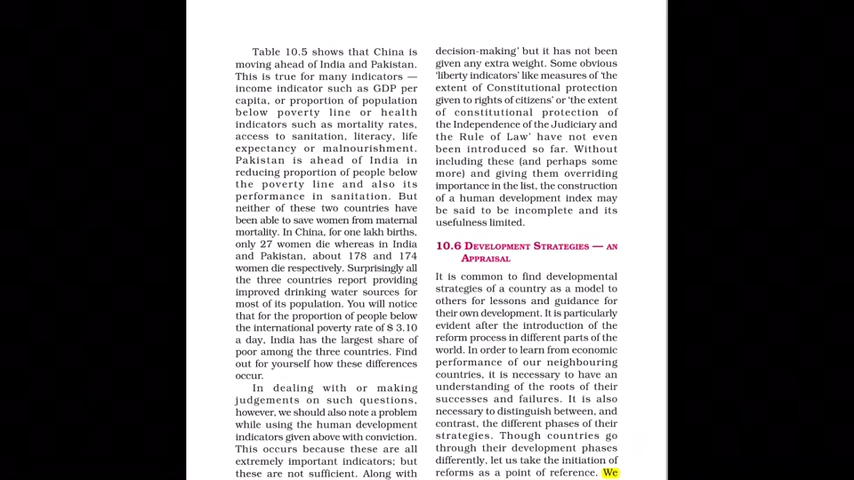 Table 10.5 shows that China is
moving ahead of India and Pakistan.
This is true for many indicators —
income indicator such as GDP per
capita, or proportion of population
below poverty line or health
indicators such as mortality rates,
access to sanitation, literacy, life
expectancy or malnourishment.
Pakistan is ahead of India in
reducing proportion of people below
the poverty line and also its
performance in sanitation. But
neither of these two countries have
been able to save women from maternal
mortality. In China, for one lakh births,
only 27 women die whereas in India
and Pakistan, about 178 and 174
women die respectively. Surprisingly all
the three countries report providing
improved drinking water sources for
most of its population. You will notice
that for the proportion of people below
the international poverty rate of $ 3.10
a day, India has the largest share of
poor among the three countries. Find
out for yourself how these differences
occur.
In dealing with or making
judgements on such questions,
however, we should also note a problem
while using the human development
indicators given above with conviction.
This occurs because these are all
extremely important indicators; but
these are not sufficient. Along with
decision-making’ but it has not been
given any extra weight. Some obvious
‘liberty indicators’ like measures of ‘the
extent of Constitutional protection
given to rights of citizens’ or ‘the extent
of constitutional protection of
the Independence of the Judiciary and
the Rule of Law’ have not even
been introduced so far. Without
including these (and perhaps some
more) and giving them overriding
importance in the list, the construction
of a human development index may
be said to be incomplete and its
usefulness limited.
10.6 DEVELOPMENT STRATEGIES — AN
APPRAISAL
It is common to find developmental
strategies of a country as a model to
others for lessons and guidance for
their own development. It is particularly
evident after the introduction of the
reform process in different parts of the
world. In order to learn from economic
performance of our neighbouring
countries, it is necessary to have an
understanding of the roots of their
successes and failures. It is also
necessary to distinguish between, and
contrast, the different phases of their
strategies. Though countries go
through their development phases
differently, let us take the initiation of
reforms as a point of reference. We